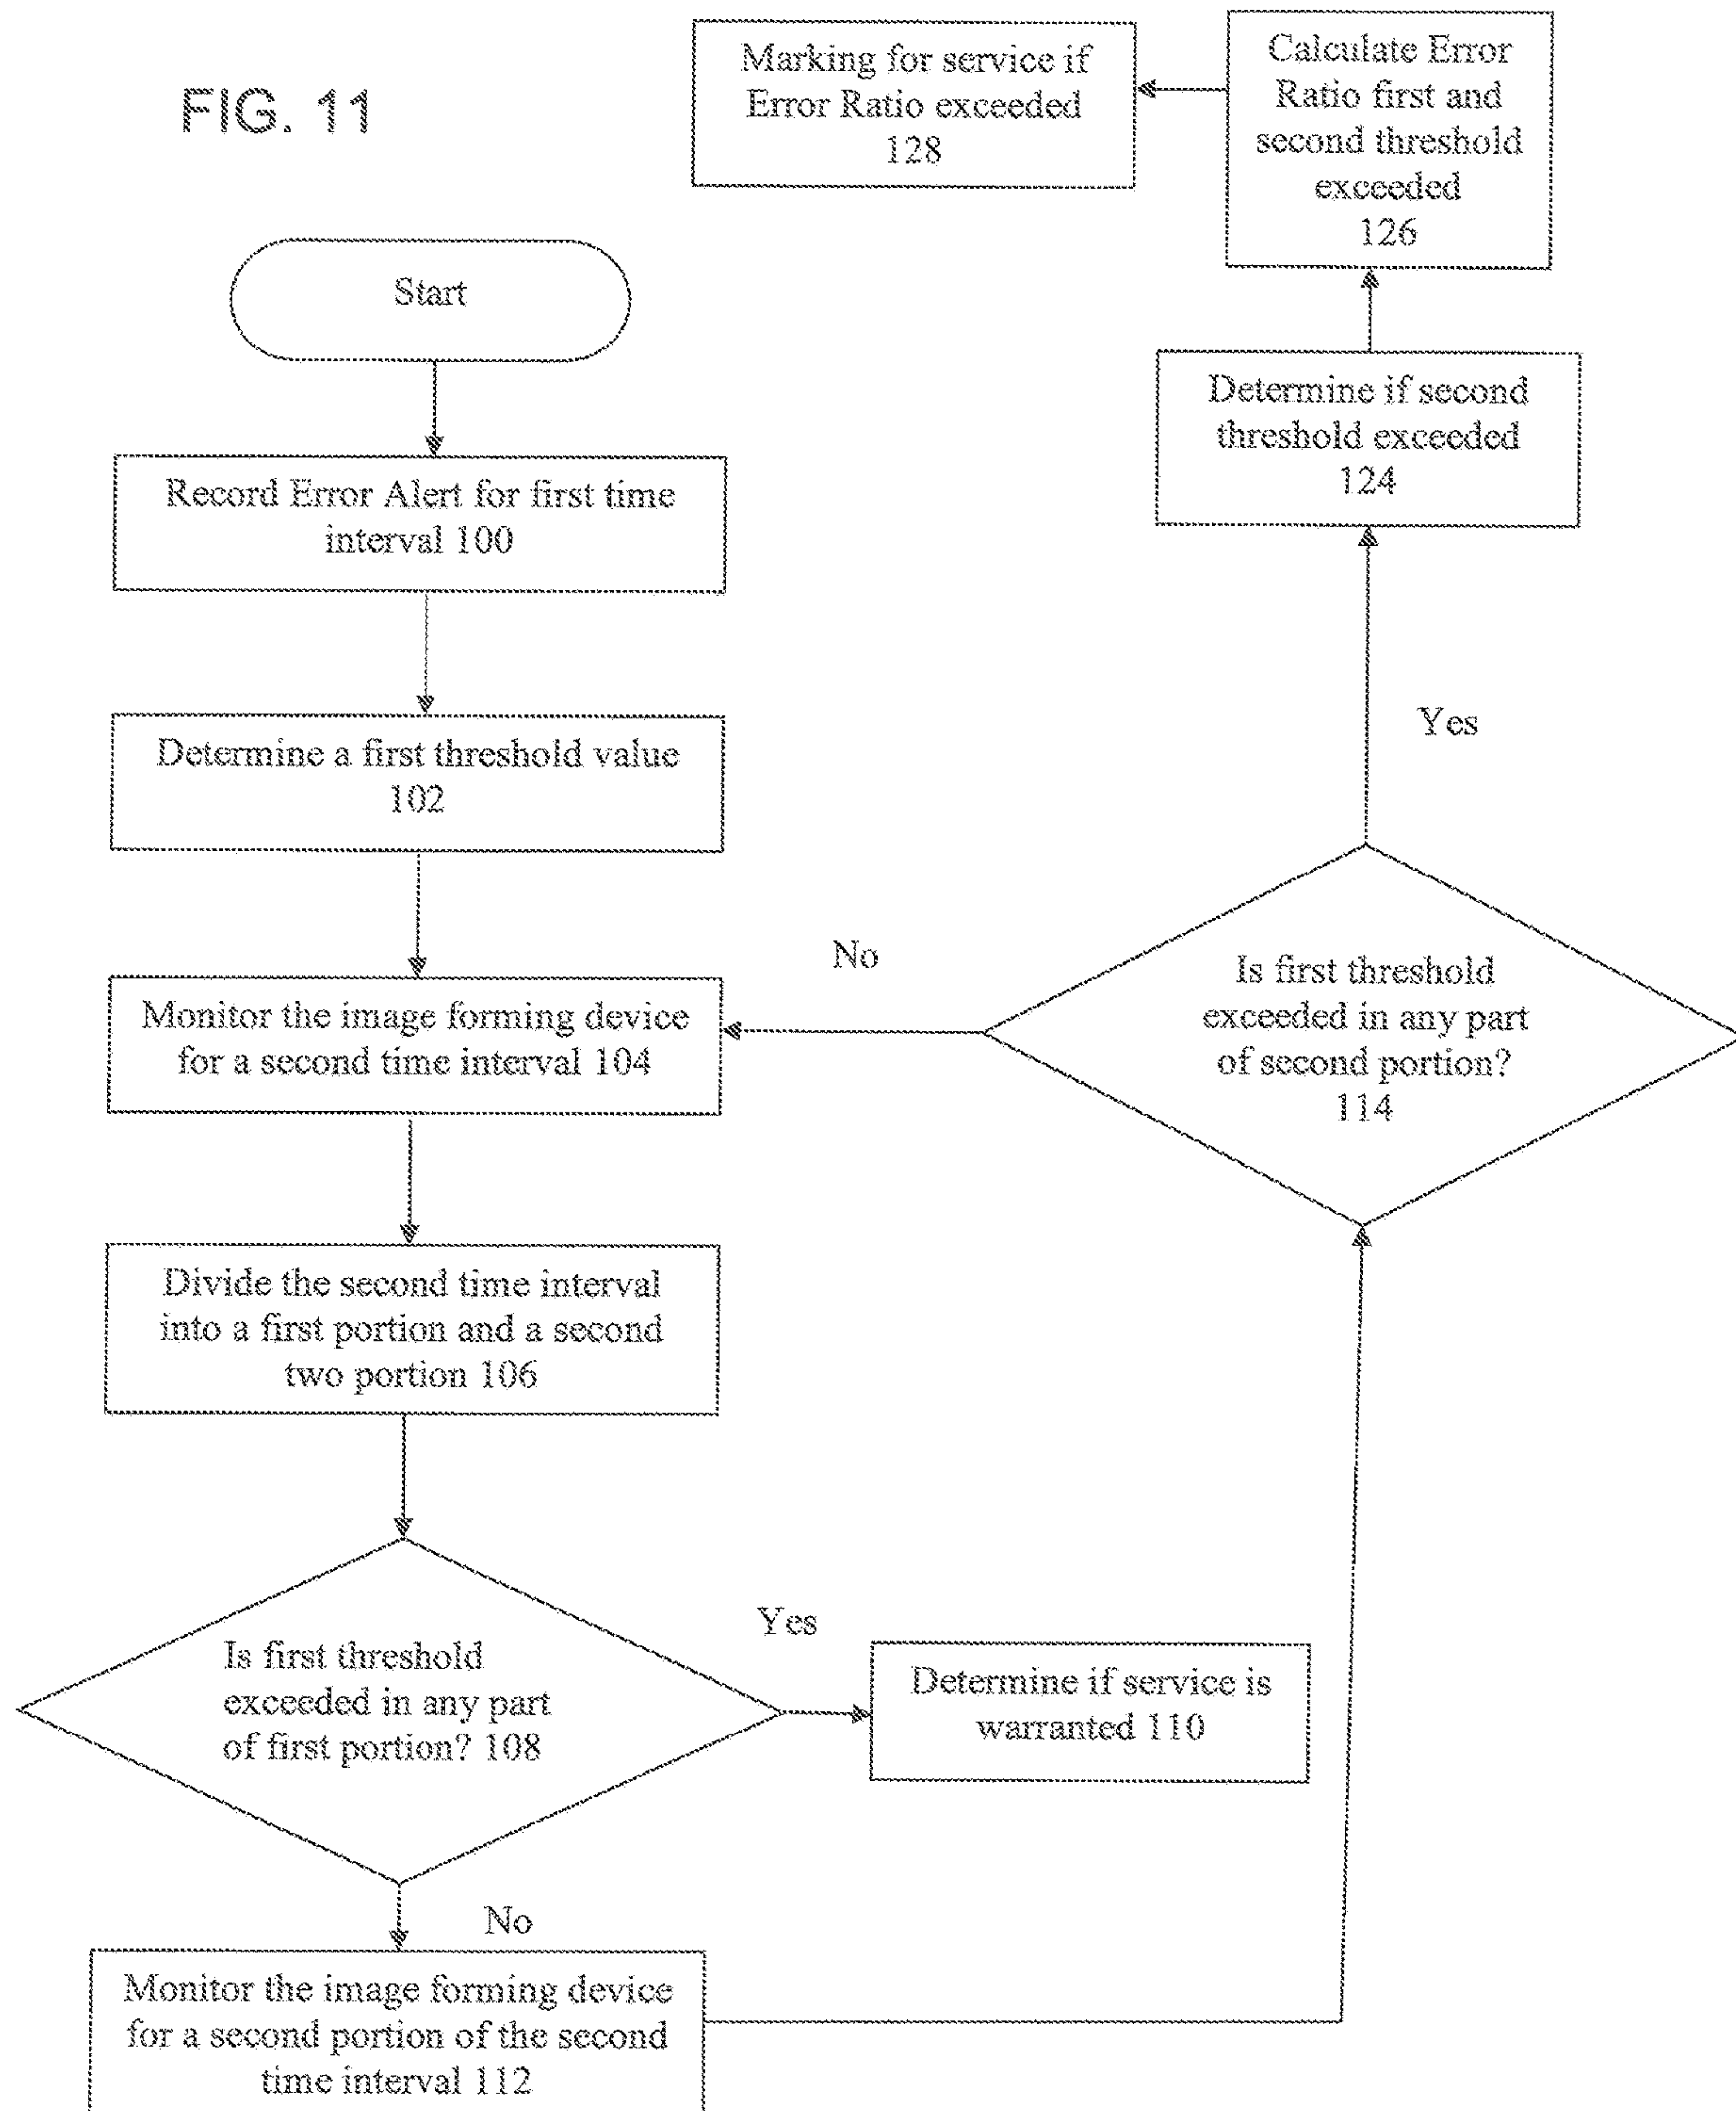 FIG. 11
Start
Record Error Alert for first time
interval 100
Determine a first threshold value
102
Monitor the image forming device
for a second time interval 104
Divide the second time interval
into a first portion and a second
two portion 106
Is first threshold
exceeded in any part
of first portion? 108
Yes
Determine if service is
warranted 110
No
Monitor the image forming device
for a second portion of the second
time interval 112
Is first threshold
exceeded in any part
of second portion?
114
No
Yes
Determine if second
threshold exceeded
124
Calculate Error
Ratio first and
second threshold
exceeded
126
Marking for service if
Error Ratio exceeded
128